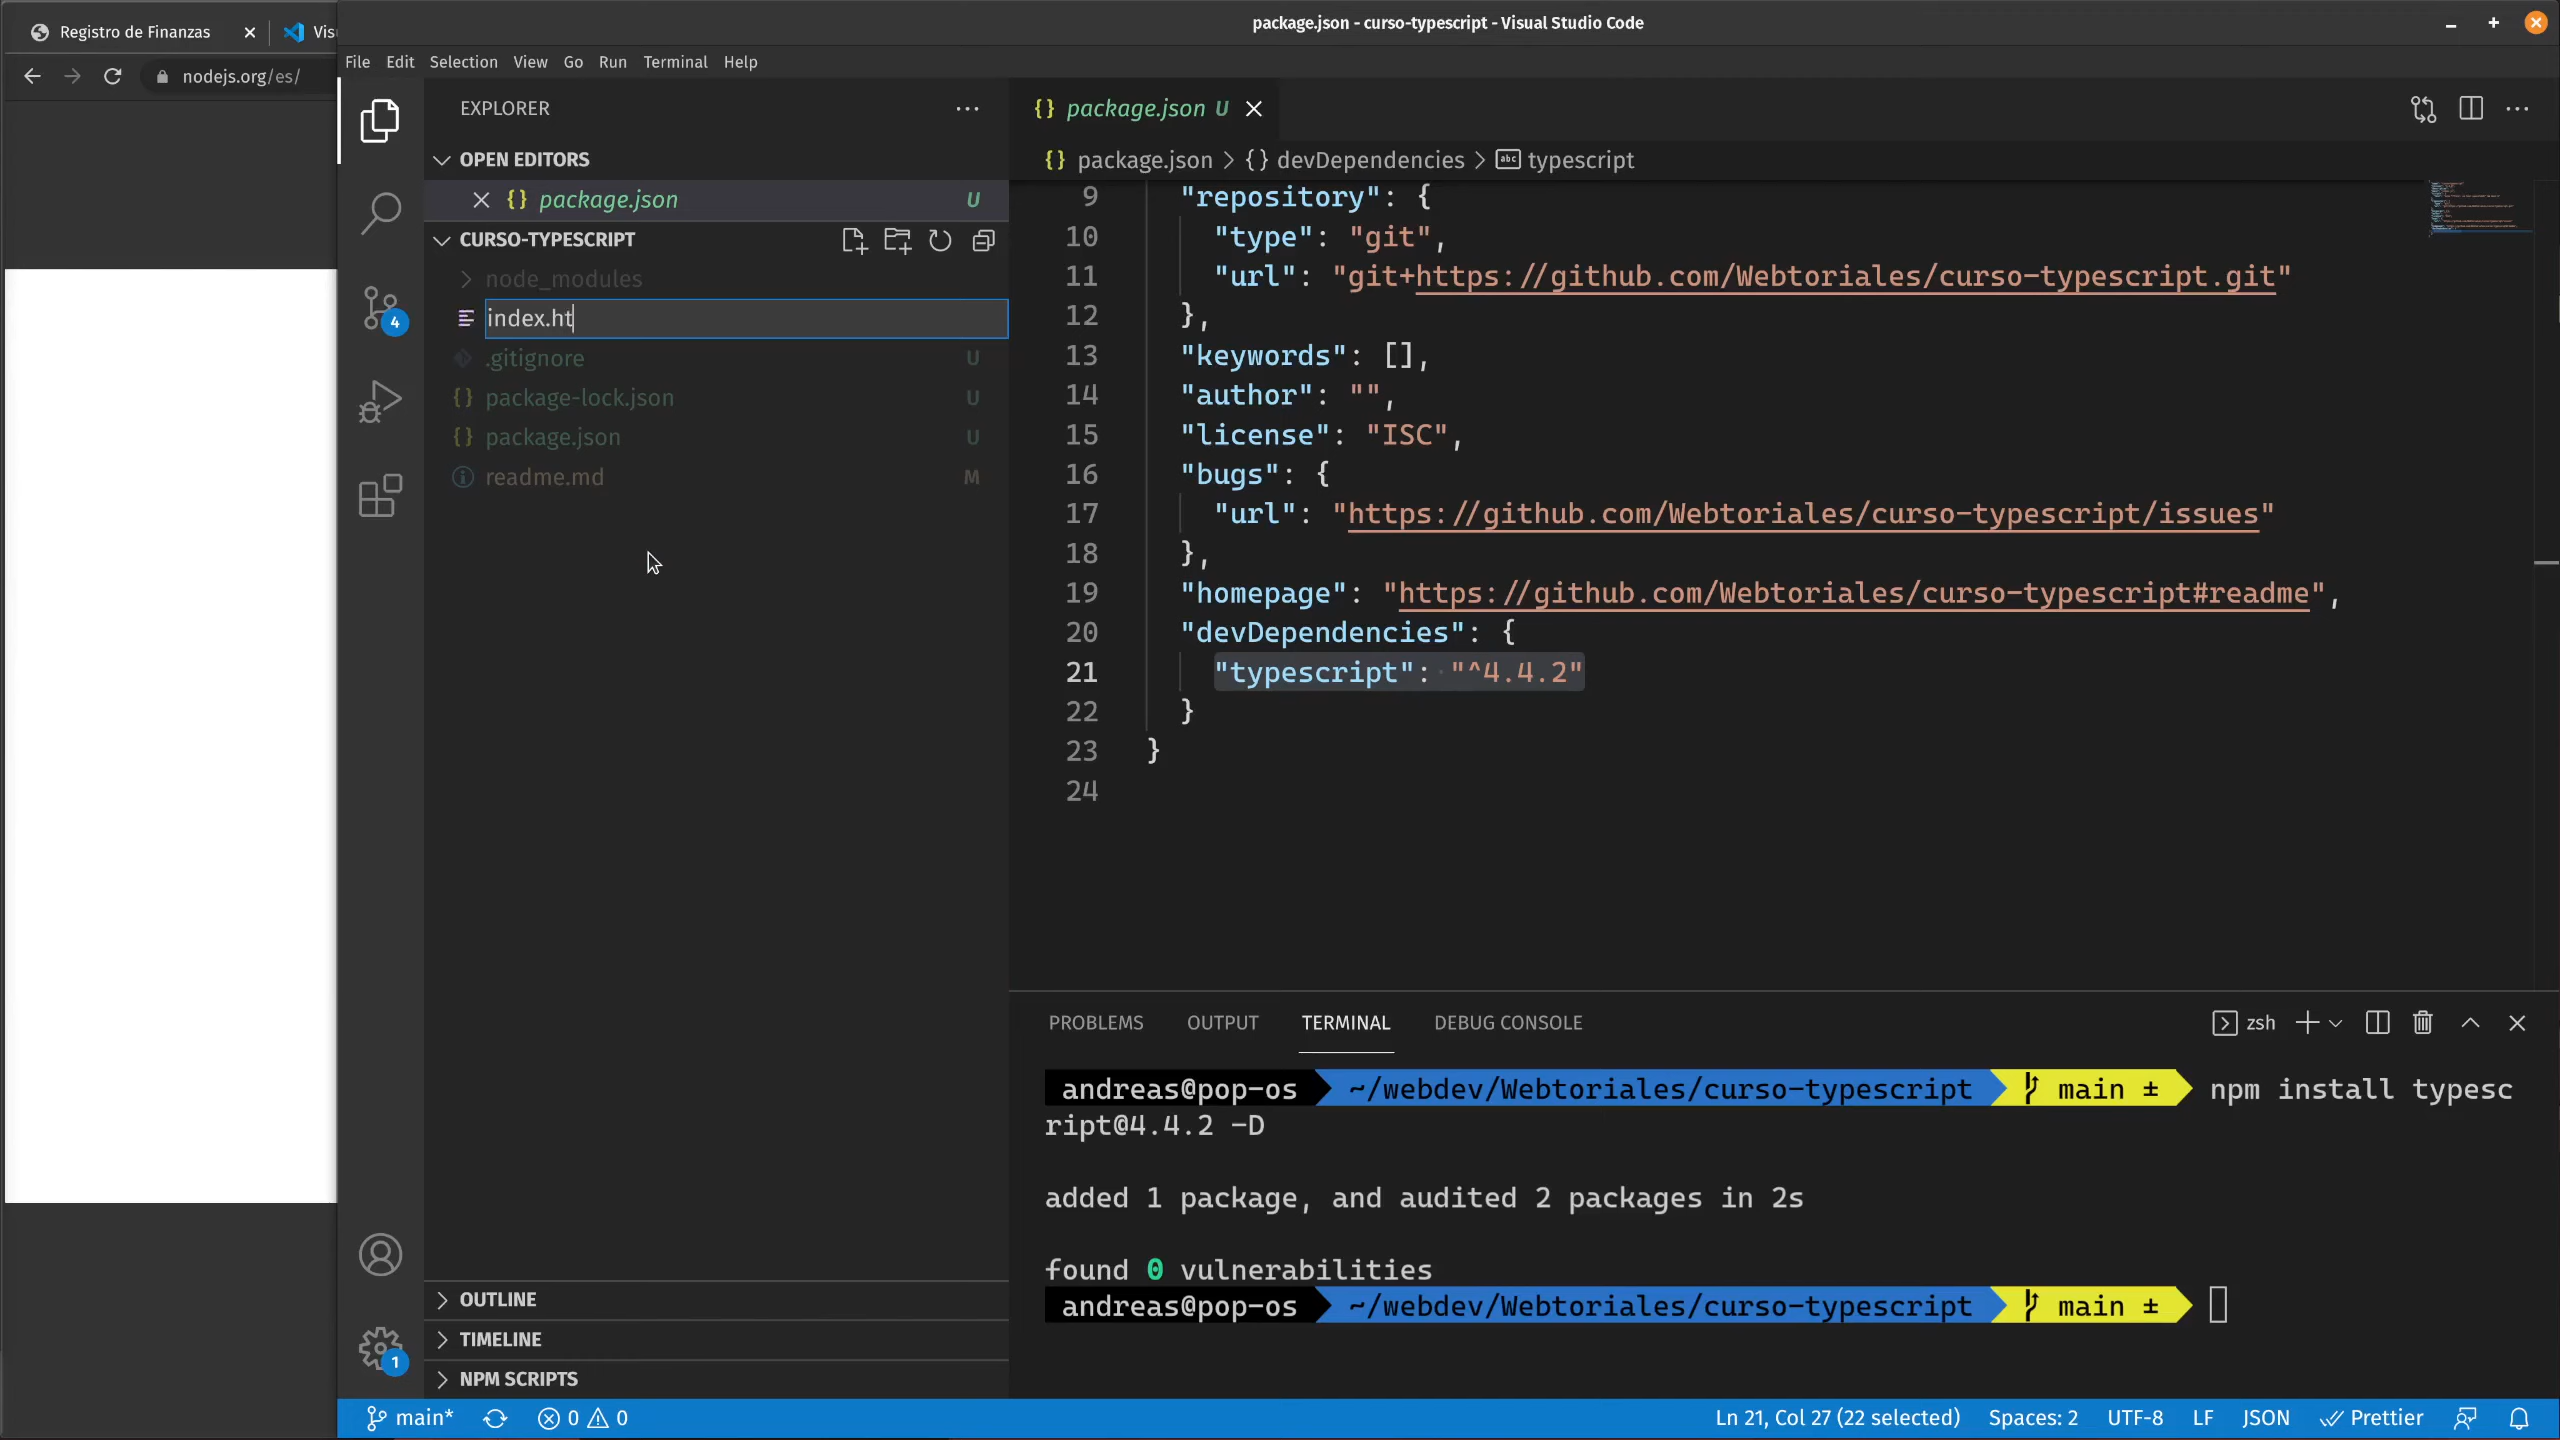 Registro de Finanzas
Vis
nodejs.org/es/
package.json - curso-typescript - Visual Studio Code
File Edit Selection View Go Run Terminal Help
EXPLORER
OPEN EDITORS
package.json U
CURSO-TYPESCRIPT
node_modules
index.ht
.gitignore U
package-lock.json U
package.json U
readme.md M
4
OUTLINE
TIMELINE
NPM SCRIPTS
1
package.json U
package.json > {} devDependencies > abc typescript
9 "repository": {
10 "type": "git",
11 "url": "git+https://github.com/Webtoriales/curso-typescript.git"
12 },
13 "keywords": [],
14 "author": "",
15 "license": "ISC",
16 "bugs": {
17 "url": "https://github.com/Webtoriales/curso-typescript/issues"
18 },
19 "homepage": "https://github.com/Webtoriales/curso-typescript#readme",
20 "devDependencies": {
21 "typescript": "^4.4.2"
22 }
23 }
24
PROBLEMS OUTPUT TERMINAL DEBUG CONSOLE
zsh
andreas@pop-os ~/webdev/Webtoriales/curso-typescript main ± npm install typesc
ript@4.4.2 -D
added 1 package, and audited 2 packages in 2s
found 0 vulnerabilities
andreas@pop-os ~/webdev/Webtoriales/curso-typescript main ±
main* 0 0 Ln 21, Col 27 (22 selected) Spaces: 2 UTF-8 LF JSON Prettier